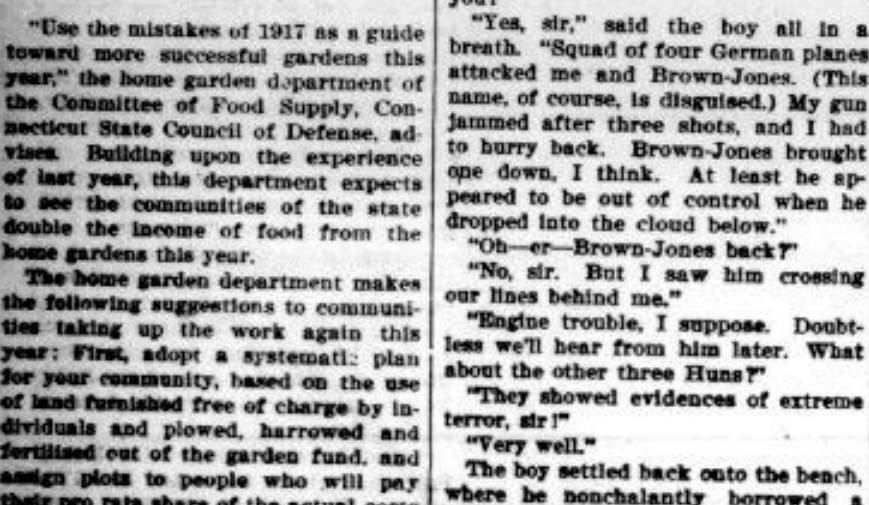 "Use the mistakes of 1917 as a guide
toward more successful gardens this
year," the home garden department of
the Committee of Food Supply, Con-
necticut State Council of Defense, ad-
vises. Building upon the experience
of last year, this department expects
to see the communities of the state
double the income of food from the
home gardens this year.
The home garden department makes
the following suggestions to communi-
ties taking up the work again this
year: First, adopt a systematic plan
for your community, based on the use
of land furnished free of charge by in-
dividuals and plowed, harrowed and
fertilised out of the garden fund, and
assign plots to people who will pay
their pro rata share of the actual costs
you?
"Yes, sir," said the boy all in a
breath. "Squad of four German planes
attacked me and Brown-Jones. (This
name, of course, is disguised.) My gun
jammed after three shots, and I had
to hurry back. Brown-Jones brought
one down, I think. At least he ap-
peared to be out of control when he
dropped into the cloud below."
"Oh—er—Brown-Jones back?"
"No, sir. But I saw him crossing
our lines behind me."
"Engine trouble, I suppose. Doubt-
less we'll hear from him later. What
about the other three Huns?"
"They showed evidences of extreme
terror, sir!"
"Very well."
The boy settled back onto the bench,
where he nonchalantly borrowed a